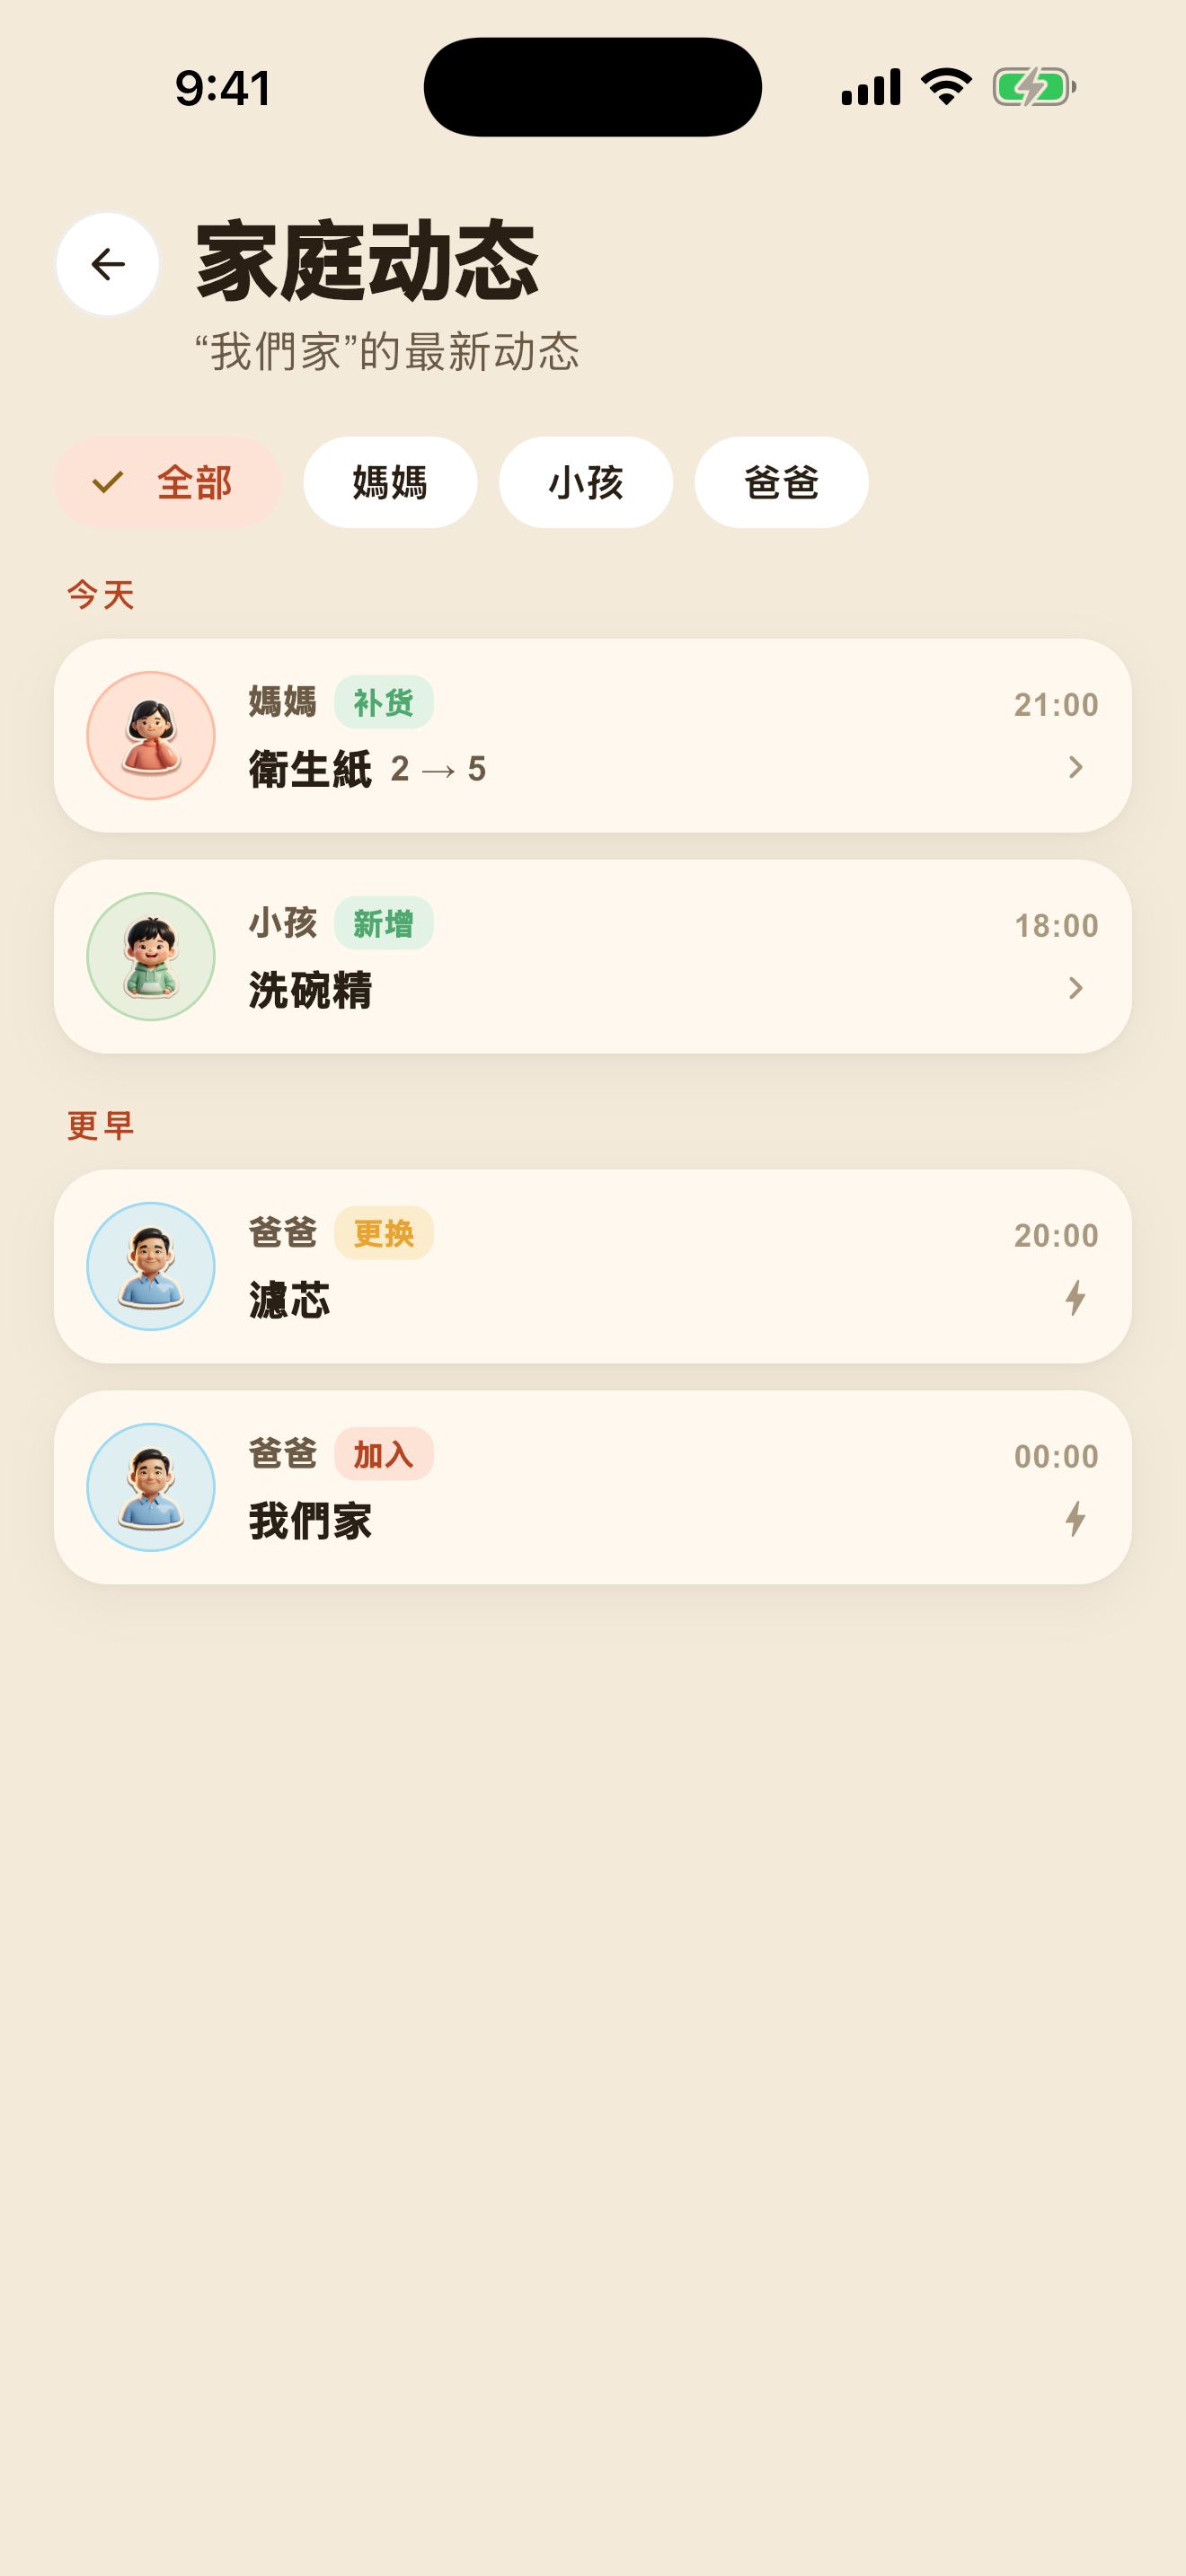 9:41
家庭动态
“我們家”的最新动态
全部 媽媽 小孩 爸爸
今天
媽媽 补货 21:00
衛生紙 2 → 5
小孩 新增 18:00
洗碗精
更早
爸爸 更换 20:00
濾芯
爸爸 加入 00:00
我們家